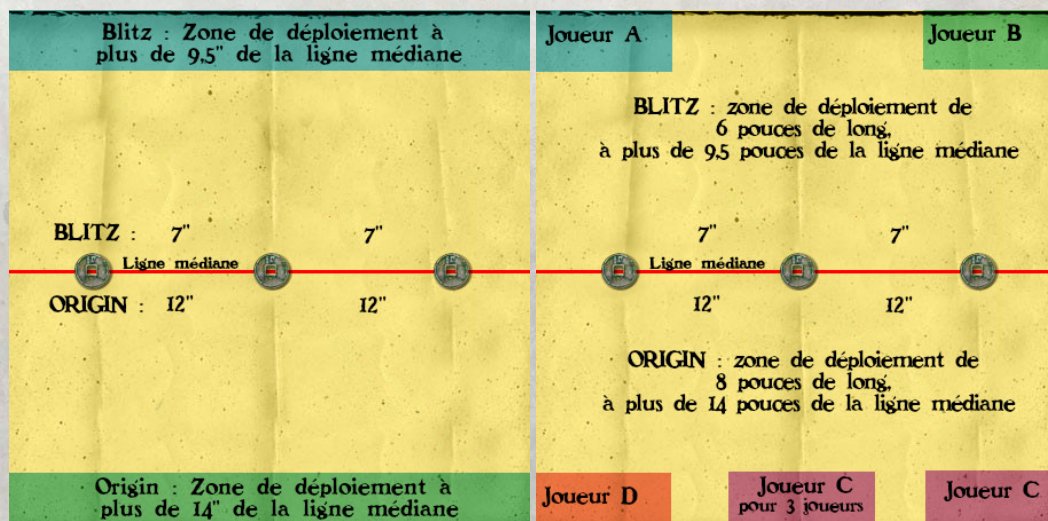 Blitz : Zone de déploiement à
plus de 9,5" de la ligne médiane
BLITZ : 7" 7"
Ligne médiane
ORIGIN : 12" 12"
Origin : Zone de déploiement à
plus de 14" de la ligne médiane
Joueur A
Joueur B
BLITZ : zone de déploiement de
6 pouces de long,
à plus de 9,5 pouces de la ligne médiane
7" 7"
Ligne médiane
12" 12"
ORIGIN : zone de déploiement de
8 pouces de long,
à plus de 14 pouces de la ligne médiane
Joueur D
Joueur C
pour 3 joueurs
Joueur C